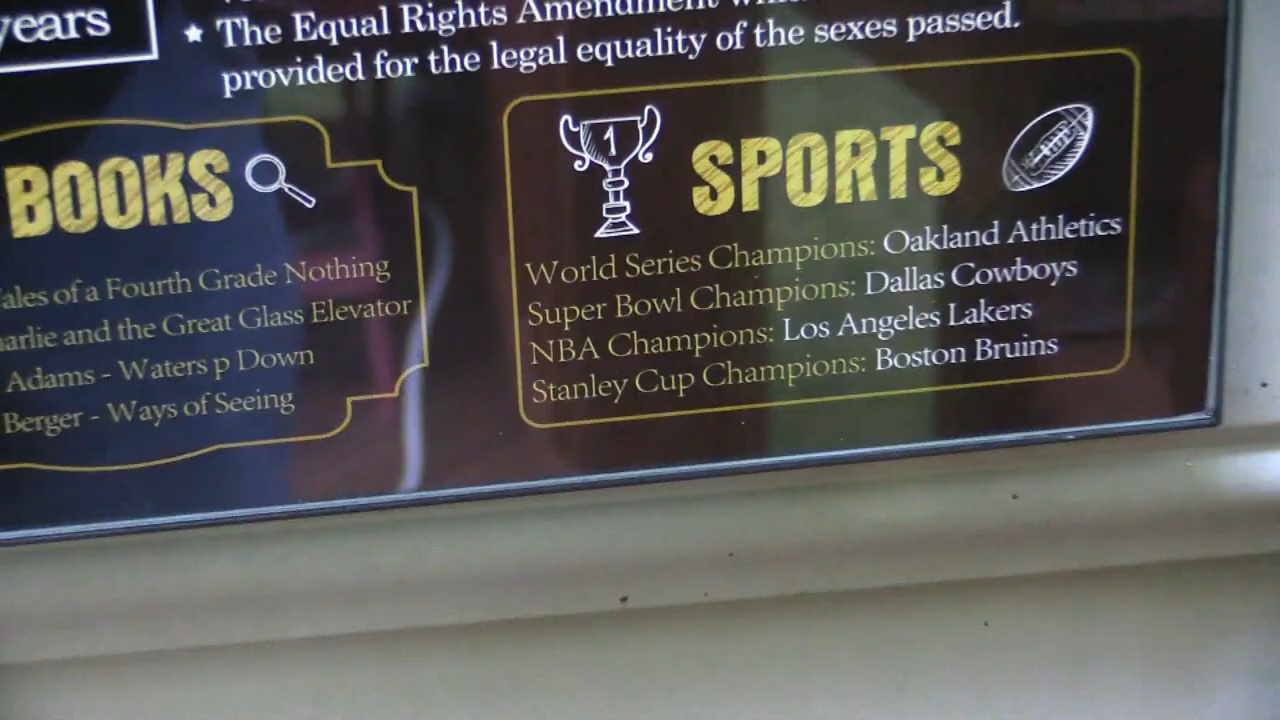 years
★ The Equal Rights Amendment
provided for the legal equality of the sexes passed.
BOOKS
ales of a Fourth Grade Nothing
arlie and the Great Glass Elevator
Adams - Waters p Down
Berger - Ways of Seeing
1
SPORTS
World Series Champions: Oakland Athletics
Super Bowl Champions: Dallas Cowboys
NBA Champions: Los Angeles Lakers
Stanley Cup Champions: Boston Bruins